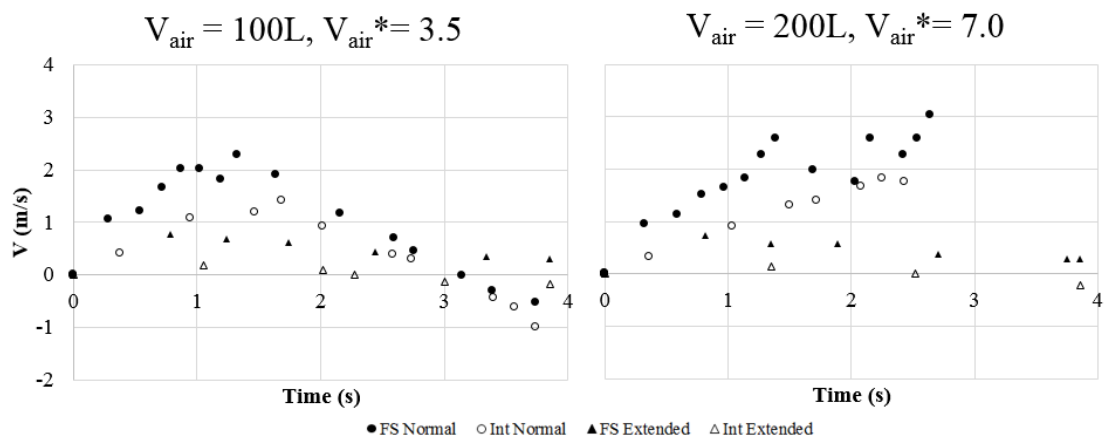 V_air = 100L, V_air*= 3.5
V_air = 200L, V_air*= 7.0
4
3
2
1
0
-1
-2
V (m/s)
0 1 2 3 4
0 1 2 3 4
Time (s)
Time (s)
● FS Normal ○ Int Normal ▲ FS Extended △ Int Extended